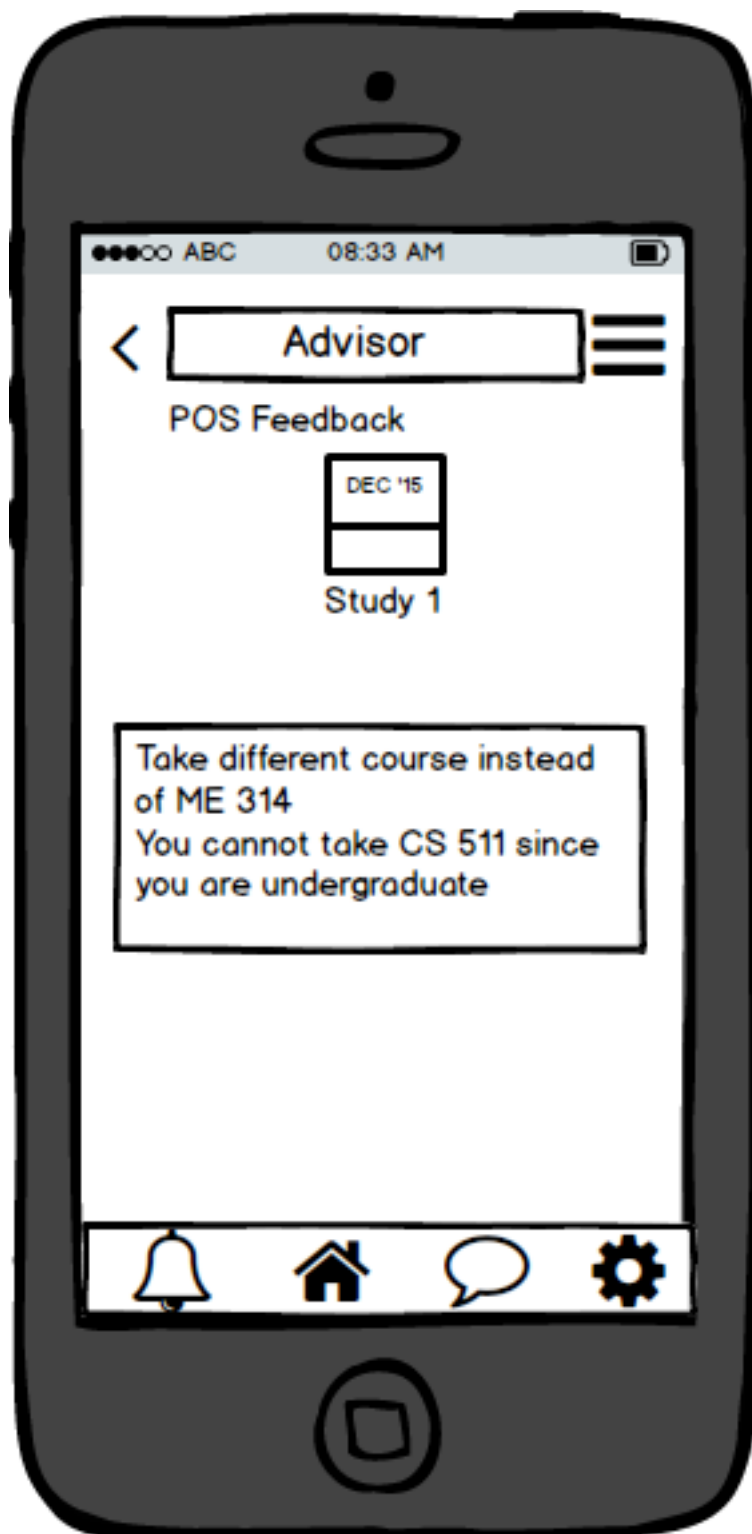 ABC 08:33 AM
Advisor
POS Feedback
DEC '15
Study 1
Take different course instead
of ME 314
You cannot take CS 511 since
you are undergraduate